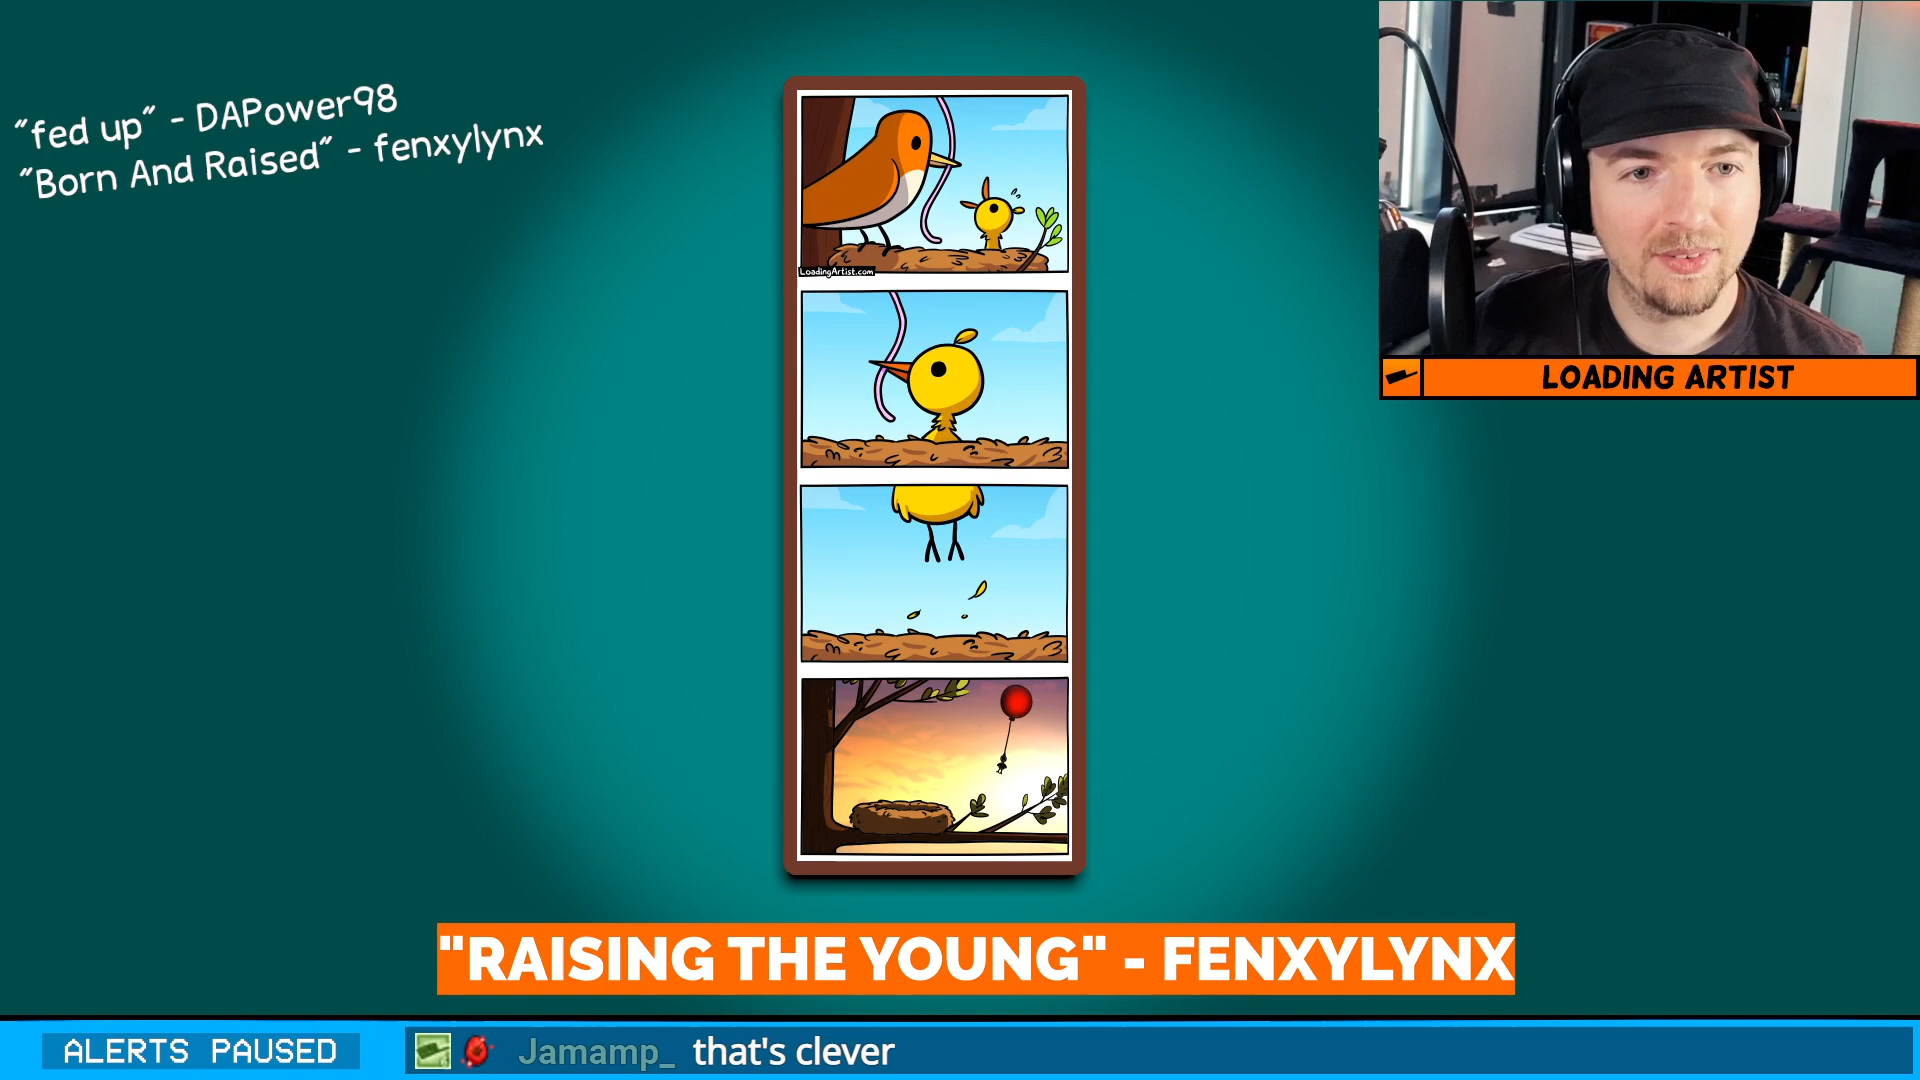 "fed up" - DAPower98
"Born And Raised" - fenxylynx
LoadingArtist.com
LOADING ARTIST
"RAISING THE YOUNG" - FENXYLYNX
ALERTS PAUSED
Jamamp_ that's clever